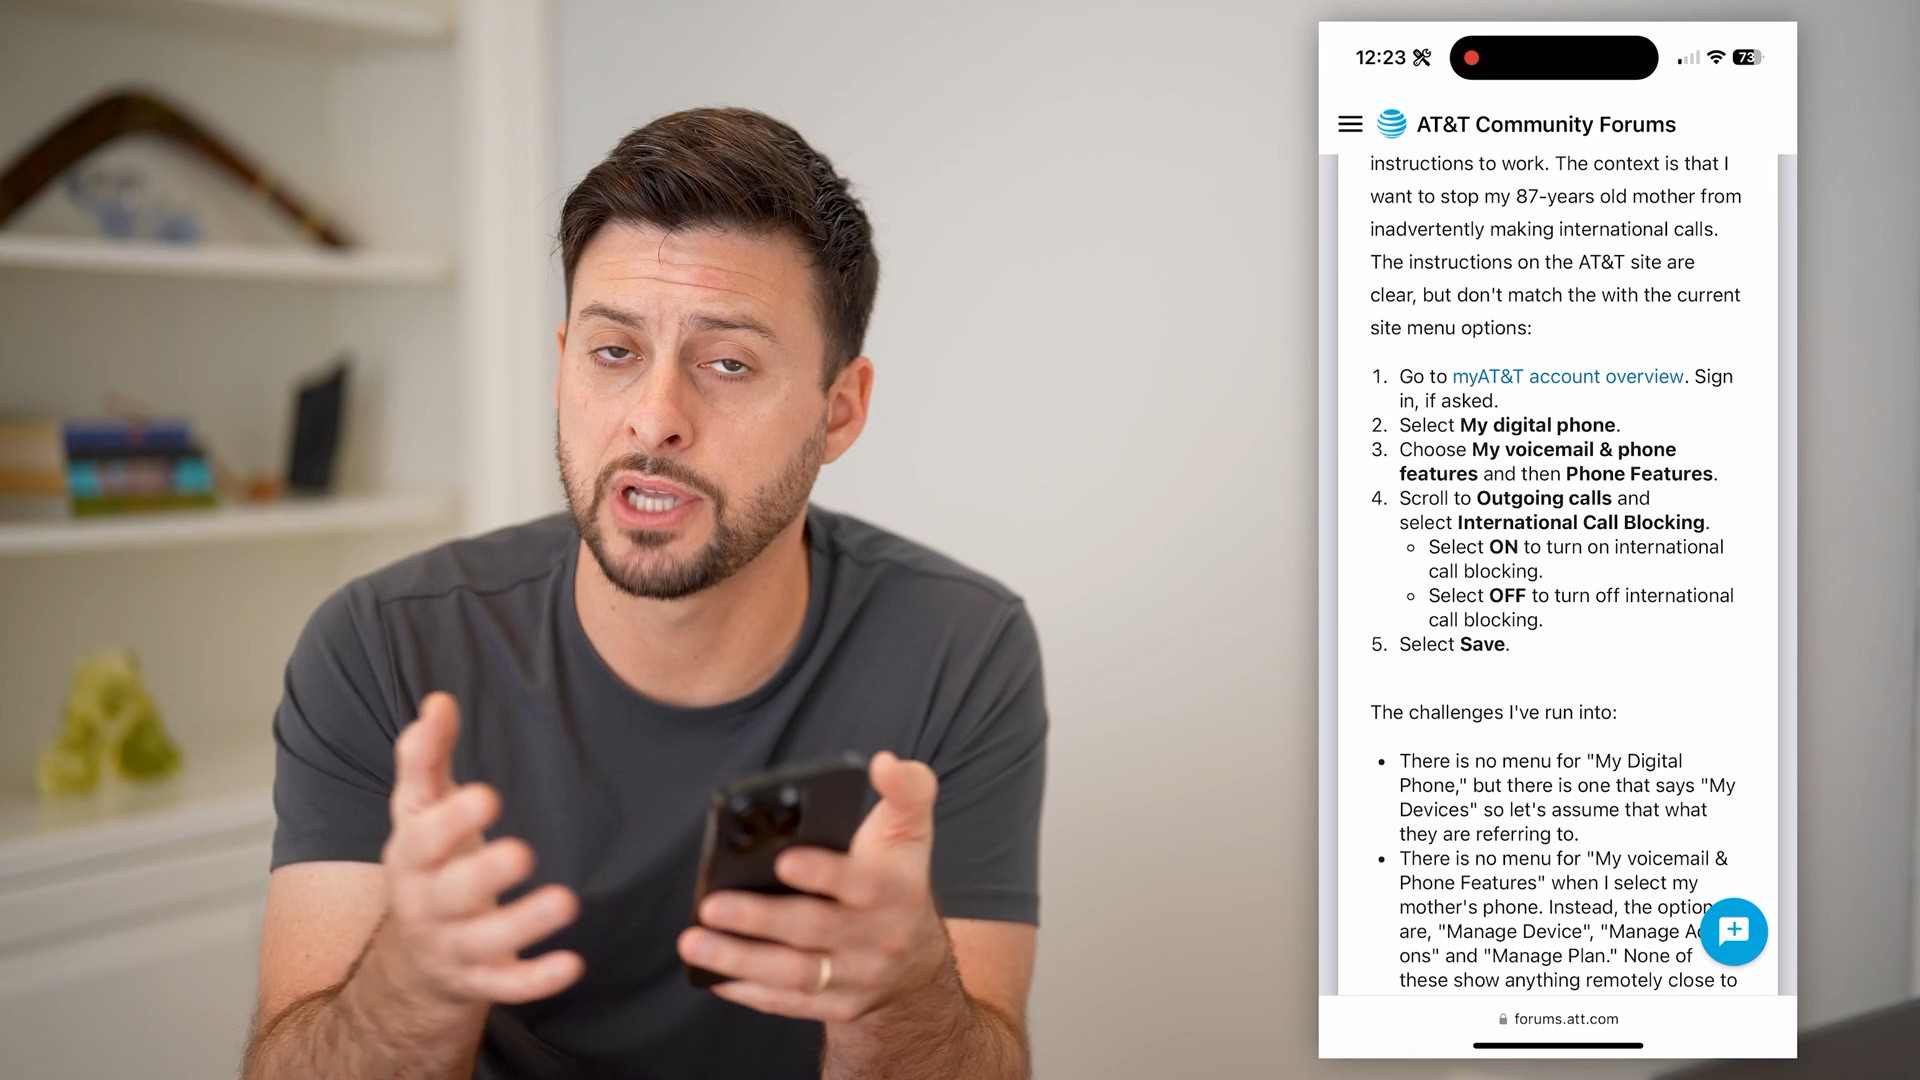 12:23
73
AT&T Community Forums
instructions to work. The context is that I
want to stop my 87-years old mother from
inadvertently making international calls.
The instructions on the AT&T site are
clear, but don't match the with the current
site menu options:
1. Go to myAT&T account overview. Sign
in, if asked.
2. Select My digital phone.
3. Choose My voicemail & phone
features and then Phone Features.
4. Scroll to Outgoing calls and
select International Call Blocking.
Select ON to turn on international
call blocking.
Select OFF to turn off international
call blocking.
5. Select Save.
The challenges I've run into:
• There is no menu for "My Digital
Phone," but there is one that says "My
Devices" so let's assume that what
they are referring to.
• There is no menu for "My voicemail &
Phone Features" when I select my
mother's phone. Instead, the option
are, "Manage Device", "Manage A
ons" and "Manage Plan." None of
these show anything remotely close to
forums.att.com